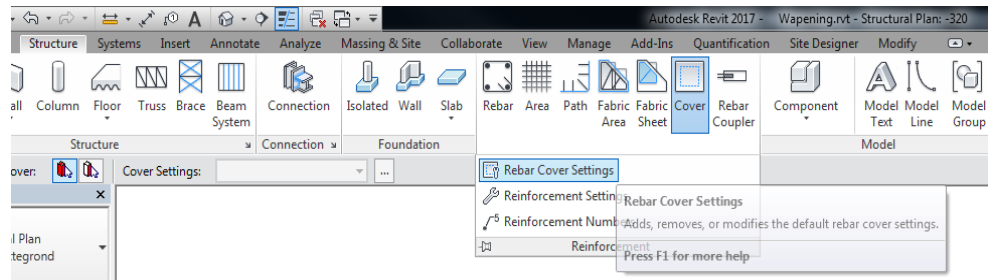 Autodesk Revit 2017 - Wapening.rvt - Structural Plan: -320
Structure Systems Insert Annotate Analyze Massing & Site Collaborate View Manage Add-Ins Quantification Site Designer Modify
all Column Floor Truss Brace Beam System Connection Isolated Wall Slab Rebar Area Path Fabric Area Fabric Sheet Cover Rebar Coupler Component Model Text Model Line Model Group
Structure Connection Foundation Model
over: Cover Settings: ...
Rebar Cover Settings
Reinforcement Setting
Rebar Cover Settings
Reinforcement Numb
Adds, removes, or modifies the default rebar cover settings.
Reinforcement
Press F1 for more help
l Plan
ttegrond